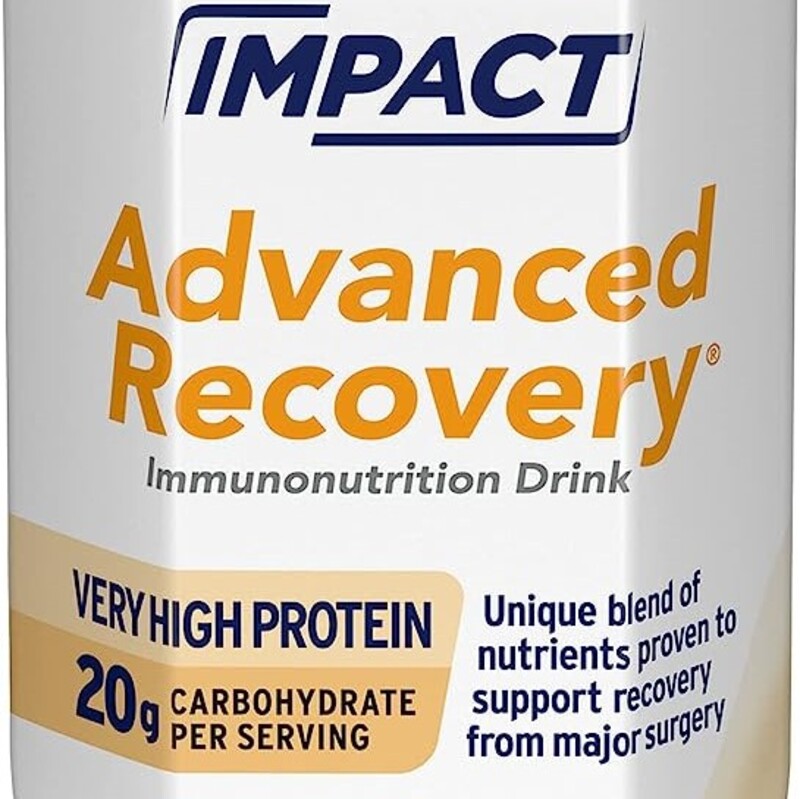 IMPACT
Advanced
Recovery®
Immunonutrition Drink
VERY HIGH PROTEIN
20g CARBOHYDRATE
PER SERVING
Unique blend of
nutrients proven to
support recovery
from major surgery